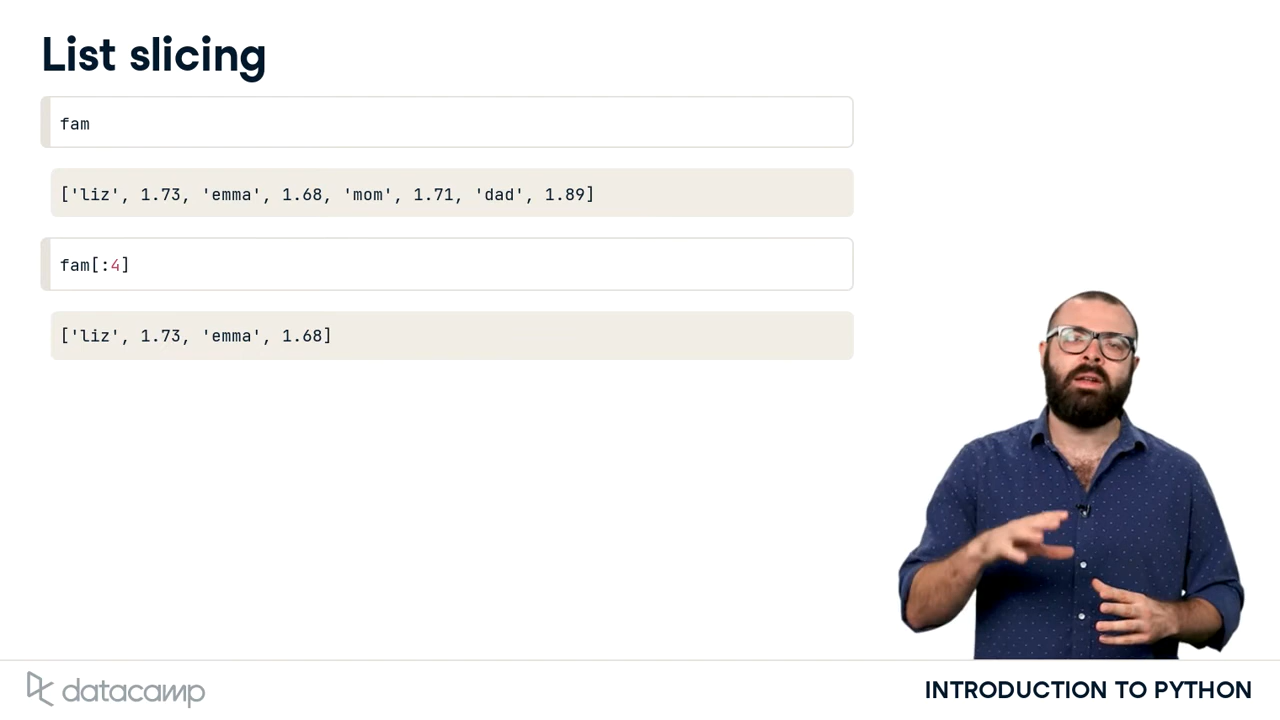 List slicing
fam
['liz', 1.73, 'emma', 1.68, 'mom', 1.71, 'dad', 1.89]
fam[:4]
['liz', 1.73, 'emma', 1.68]
datacamp
INTRODUCTION TO PYTHON